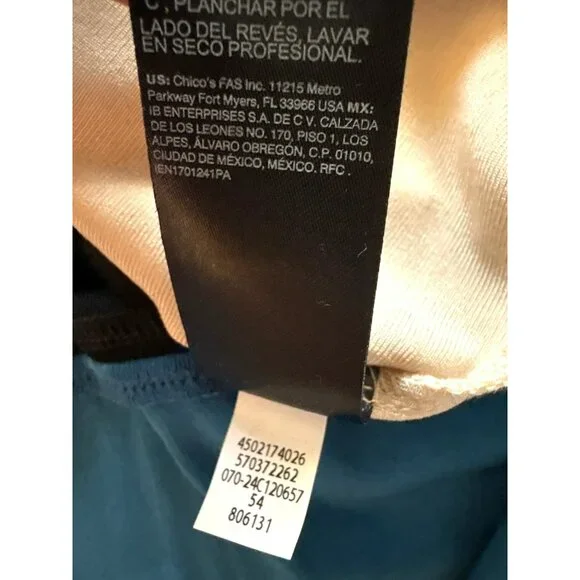 C°, PLANCHAR POR EL
LADO DEL REVÉS, LAVAR
EN SECO PROFESIONAL.
US: Chico's FAS Inc. 11215 Metro
Parkway Fort Myers, FL 33966 USA MX:
IB ENTERPRISES S.A. DE C V. CALZADA
DE LOS LEONES NO. 170, PISO 1, LOS
ALPES, ÁLVARO OBREGÓN, C.P. 01010,
CIUDAD DE MÉXICO, MÉXICO. RFC .
IEN1701241PA
4502174026
570372262
070-24C120657
54
806131